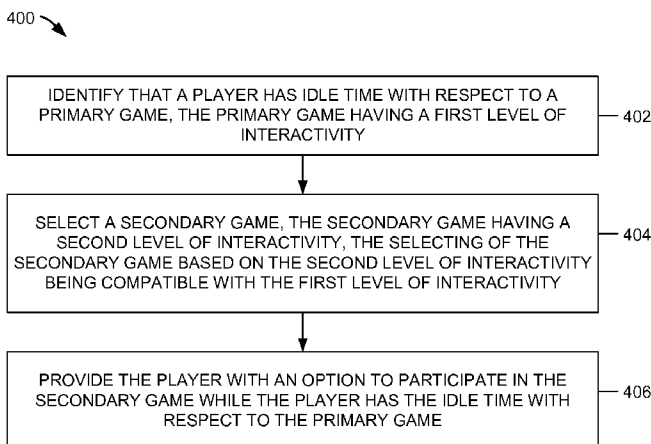 400
IDENTIFY THAT A PLAYER HAS IDLE TIME WITH RESPECT TO A
PRIMARY GAME, THE PRIMARY GAME HAVING A FIRST LEVEL OF
INTERACTIVITY
402
SELECT A SECONDARY GAME, THE SECONDARY GAME HAVING A
SECOND LEVEL OF INTERACTIVITY, THE SELECTING OF THE
SECONDARY GAME BASED ON THE SECOND LEVEL OF INTERACTIVITY
BEING COMPATIBLE WITH THE FIRST LEVEL OF INTERACTIVITY
404
PROVIDE THE PLAYER WITH AN OPTION TO PARTICIPATE IN THE
SECONDARY GAME WHILE THE PLAYER HAS THE IDLE TIME WITH
RESPECT TO THE PRIMARY GAME
406